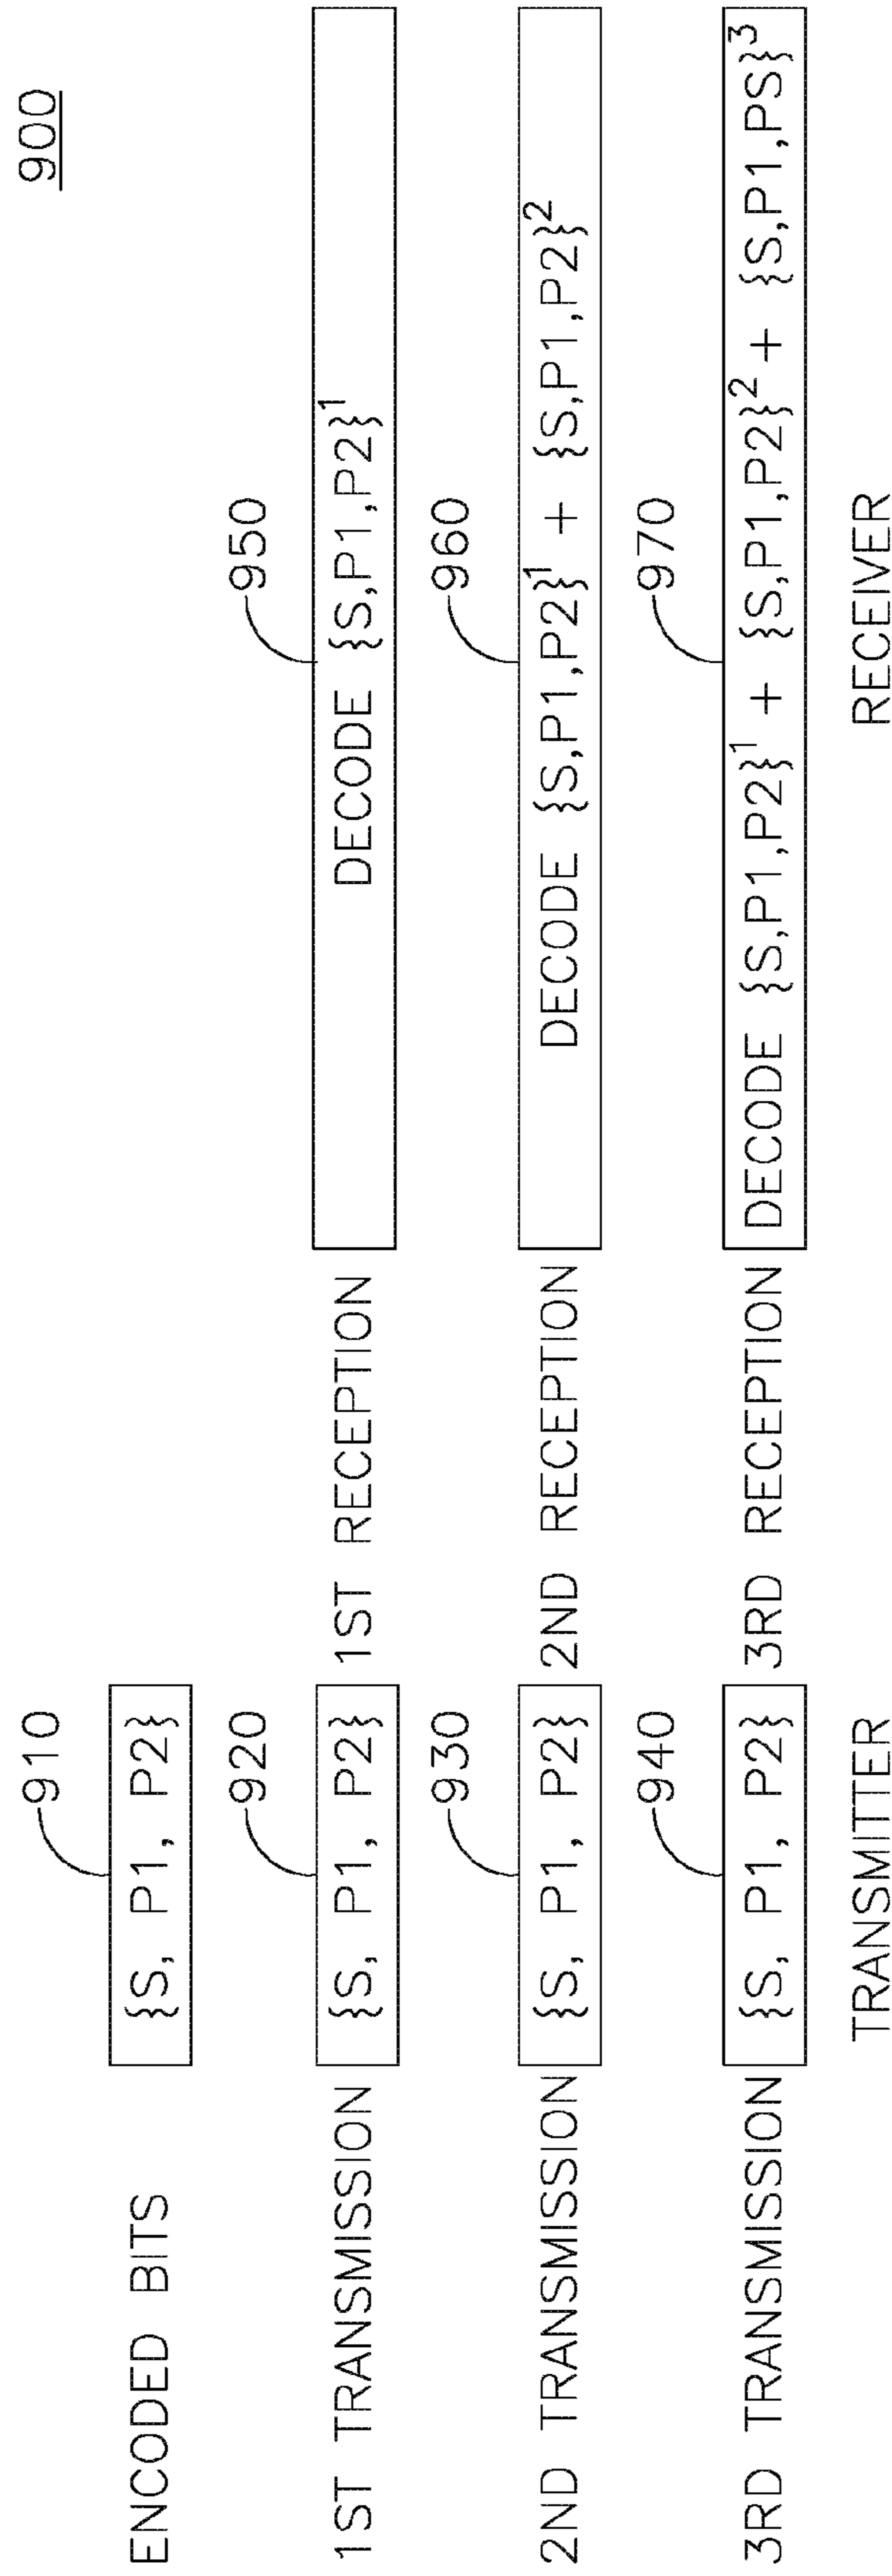 900
910
ENCODED BITS {S, P1, P2}
920 950
1ST TRANSMISSION {S, P1, P2} 1ST RECEPTION DECODE {S,P1,P2}¹
930 960
2ND TRANSMISSION {S, P1, P2} 2ND RECEPTION DECODE {S,P1,P2}¹ + {S,P1,P2}²
940 970
3RD TRANSMISSION {S, P1, P2} 3RD RECEPTION DECODE {S,P1,P2}¹ + {S,P1,P2}² + {S,P1,PS}³
TRANSMITTER RECEIVER